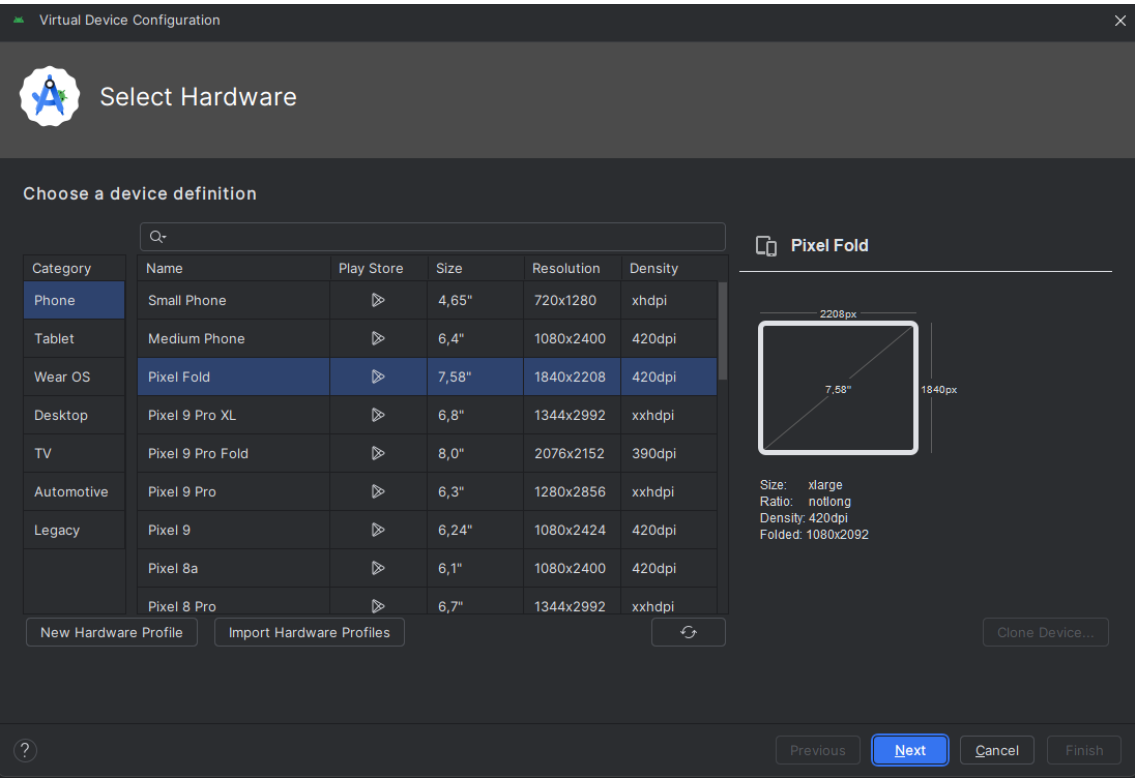 Virtual Device Configuration
Select Hardware
Choose a device definition
Category
Phone
Tablet
Wear OS
Desktop
TV
Automotive
Legacy
Name Play Store Size Resolution Density
Small Phone 4,65" 720x1280 xhdpi
Medium Phone 6,4" 1080x2400 420dpi
Pixel Fold 7,58" 1840x2208 420dpi
Pixel 9 Pro XL 6,8" 1344x2992 xxhdpi
Pixel 9 Pro Fold 8,0" 2076x2152 390dpi
Pixel 9 Pro 6,3" 1280x2856 xxhdpi
Pixel 9 6,24" 1080x2424 420dpi
Pixel 8a 6,1" 1080x2400 420dpi
Pixel 8 Pro 6,7" 1344x2992 xxhdpi
New Hardware Profile Import Hardware Profiles
Pixel Fold
2208px
7,58"
1840px
Size: xlarge
Ratio: notlong
Density: 420dpi
Folded: 1080x2092
Clone Device...
?
Previous Next Cancel Finish